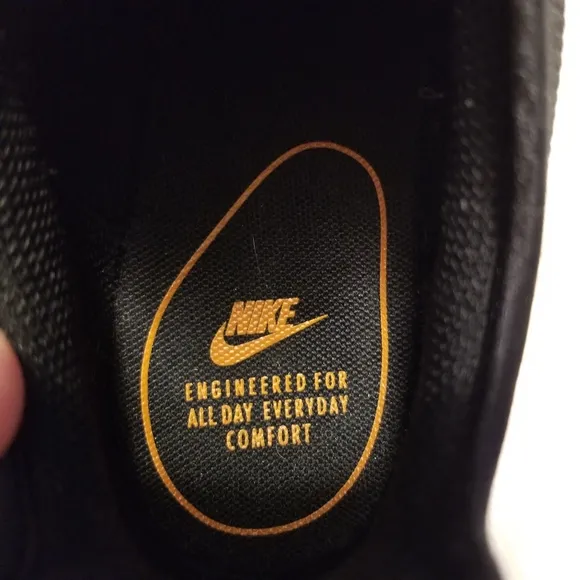 NIKE
ENGINEERED FOR
ALL DAY EVERYDAY
COMFORT